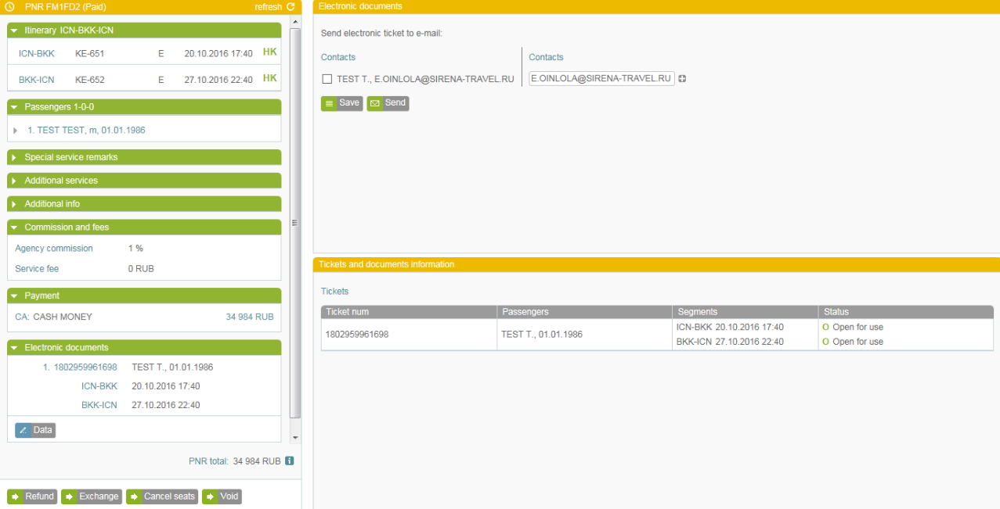 PNR FM1FD2 (Paid) refresh
Itinerary ICN-BKK-ICN
ICN-BKK KE-651 E 20.10.2016 17:40 HK
BKK-ICN KE-652 E 27.10.2016 22:40 HK
Passengers 1-0-0
1. TEST TEST, m, 01.01.1986
Special service remarks
Additional services
Additional info
Commission and fees
Agency commission 1 %
Service fee 0 RUB
Payment
CA: CASH MONEY 34 984 RUB
Electronic documents
1. 1802959961698 TEST T., 01.01.1986
ICN-BKK 20.10.2016 17:40
BKK-ICN 27.10.2016 22:40
Data
PNR total: 34 984 RUB i
Refund Exchange Cancel seats Void
Electronic documents
Send electronic ticket to e-mail:
Contacts Contacts
TEST T., E.OINLOLA@SIRENA-TRAVEL.RU E.OINLOLA@SIRENA-TRAVEL.RU
Save Send
Tickets and documents information
Tickets
Ticket num Passengers Segments Status
1802959961698 TEST T., 01.01.1986 ICN-BKK 20.10.2016 17:40 O Open for use
BKK-ICN 27.10.2016 22:40 O Open for use